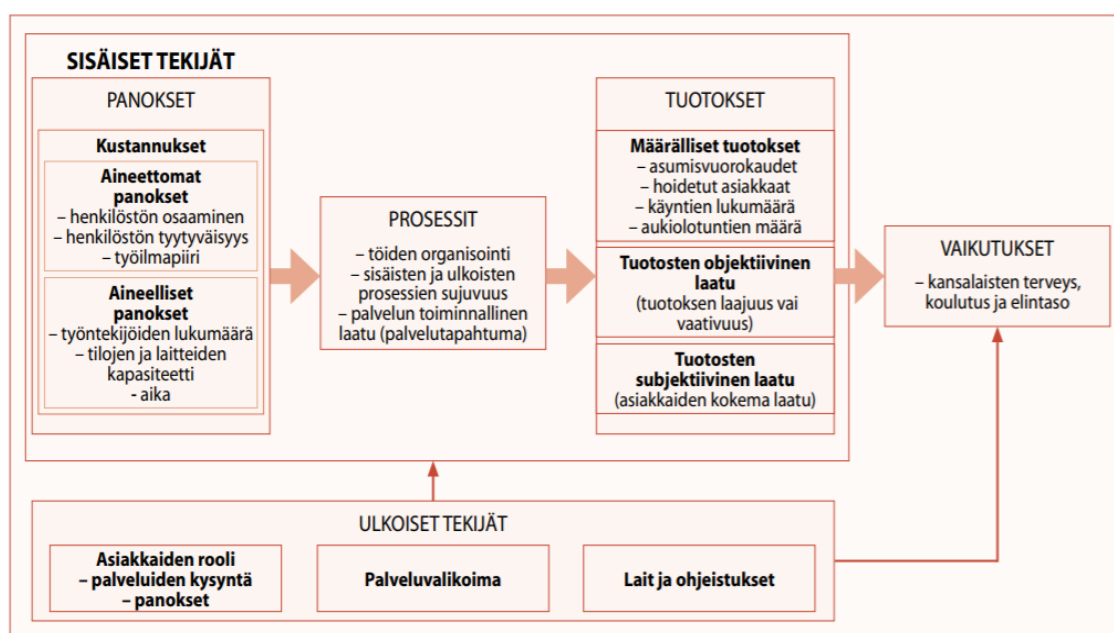 SISÄISET TEKIJÄT
PANOKSET
Kustannukset
Aineettomat
panokset
– henkilöstön osaaminen
– henkilöstön tyytyväisyys
– työilmapiiri
Aineelliset
panokset
– työntekijöiden lukumäärä
– tilojen ja laitteiden
kapasiteetti
- aika
PROSESSIT
– töiden organisointi
– sisäisten ja ulkoisten
prosessien sujuvuus
– palvelun toiminnallinen
laatu (palvelutapahtuma)
TUOTOKSET
Määrälliset tuotokset
– asumisvuorokaudet
– hoidetut asiakkaat
– käyntien lukumäärä
– aukiolotuntien määrä
Tuotosten objektiivinen
laatu
(tuotoksen laajuus vai
vaativuus)
Tuotosten
subjektiivinen laatu
(asiakkaiden kokema laatu)
VAIKUTUKSET
– kansalaisten terveys,
koulutus ja elintaso
ULKOISET TEKIJÄT
Asiakkaiden rooli
– palveluiden kysyntä
– panokset
Palveluvalikoima
Lait ja ohjeistukset